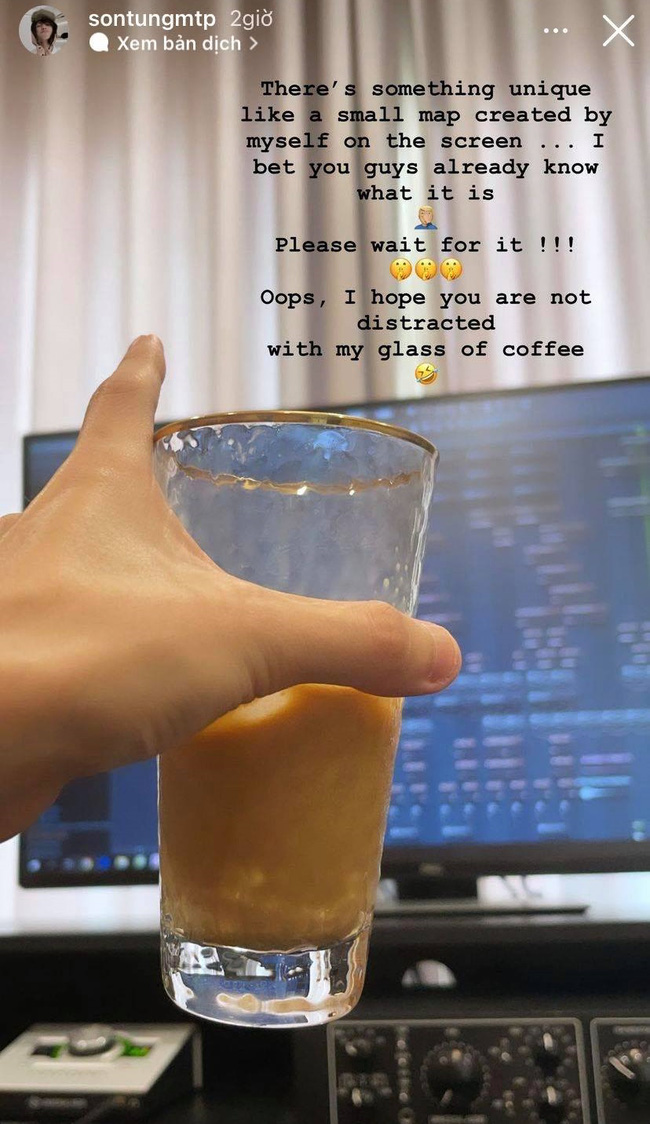 sontungmtp 2giờ
Xem bản dịch >
There's something unique
like a small map created by
myself on the screen ... I
bet you guys already know
what it is
🤦🏼‍♂️
Please wait for it !!!
🤫🤫🤫
Oops, I hope you are not
distracted
with my glass of coffee
🤣